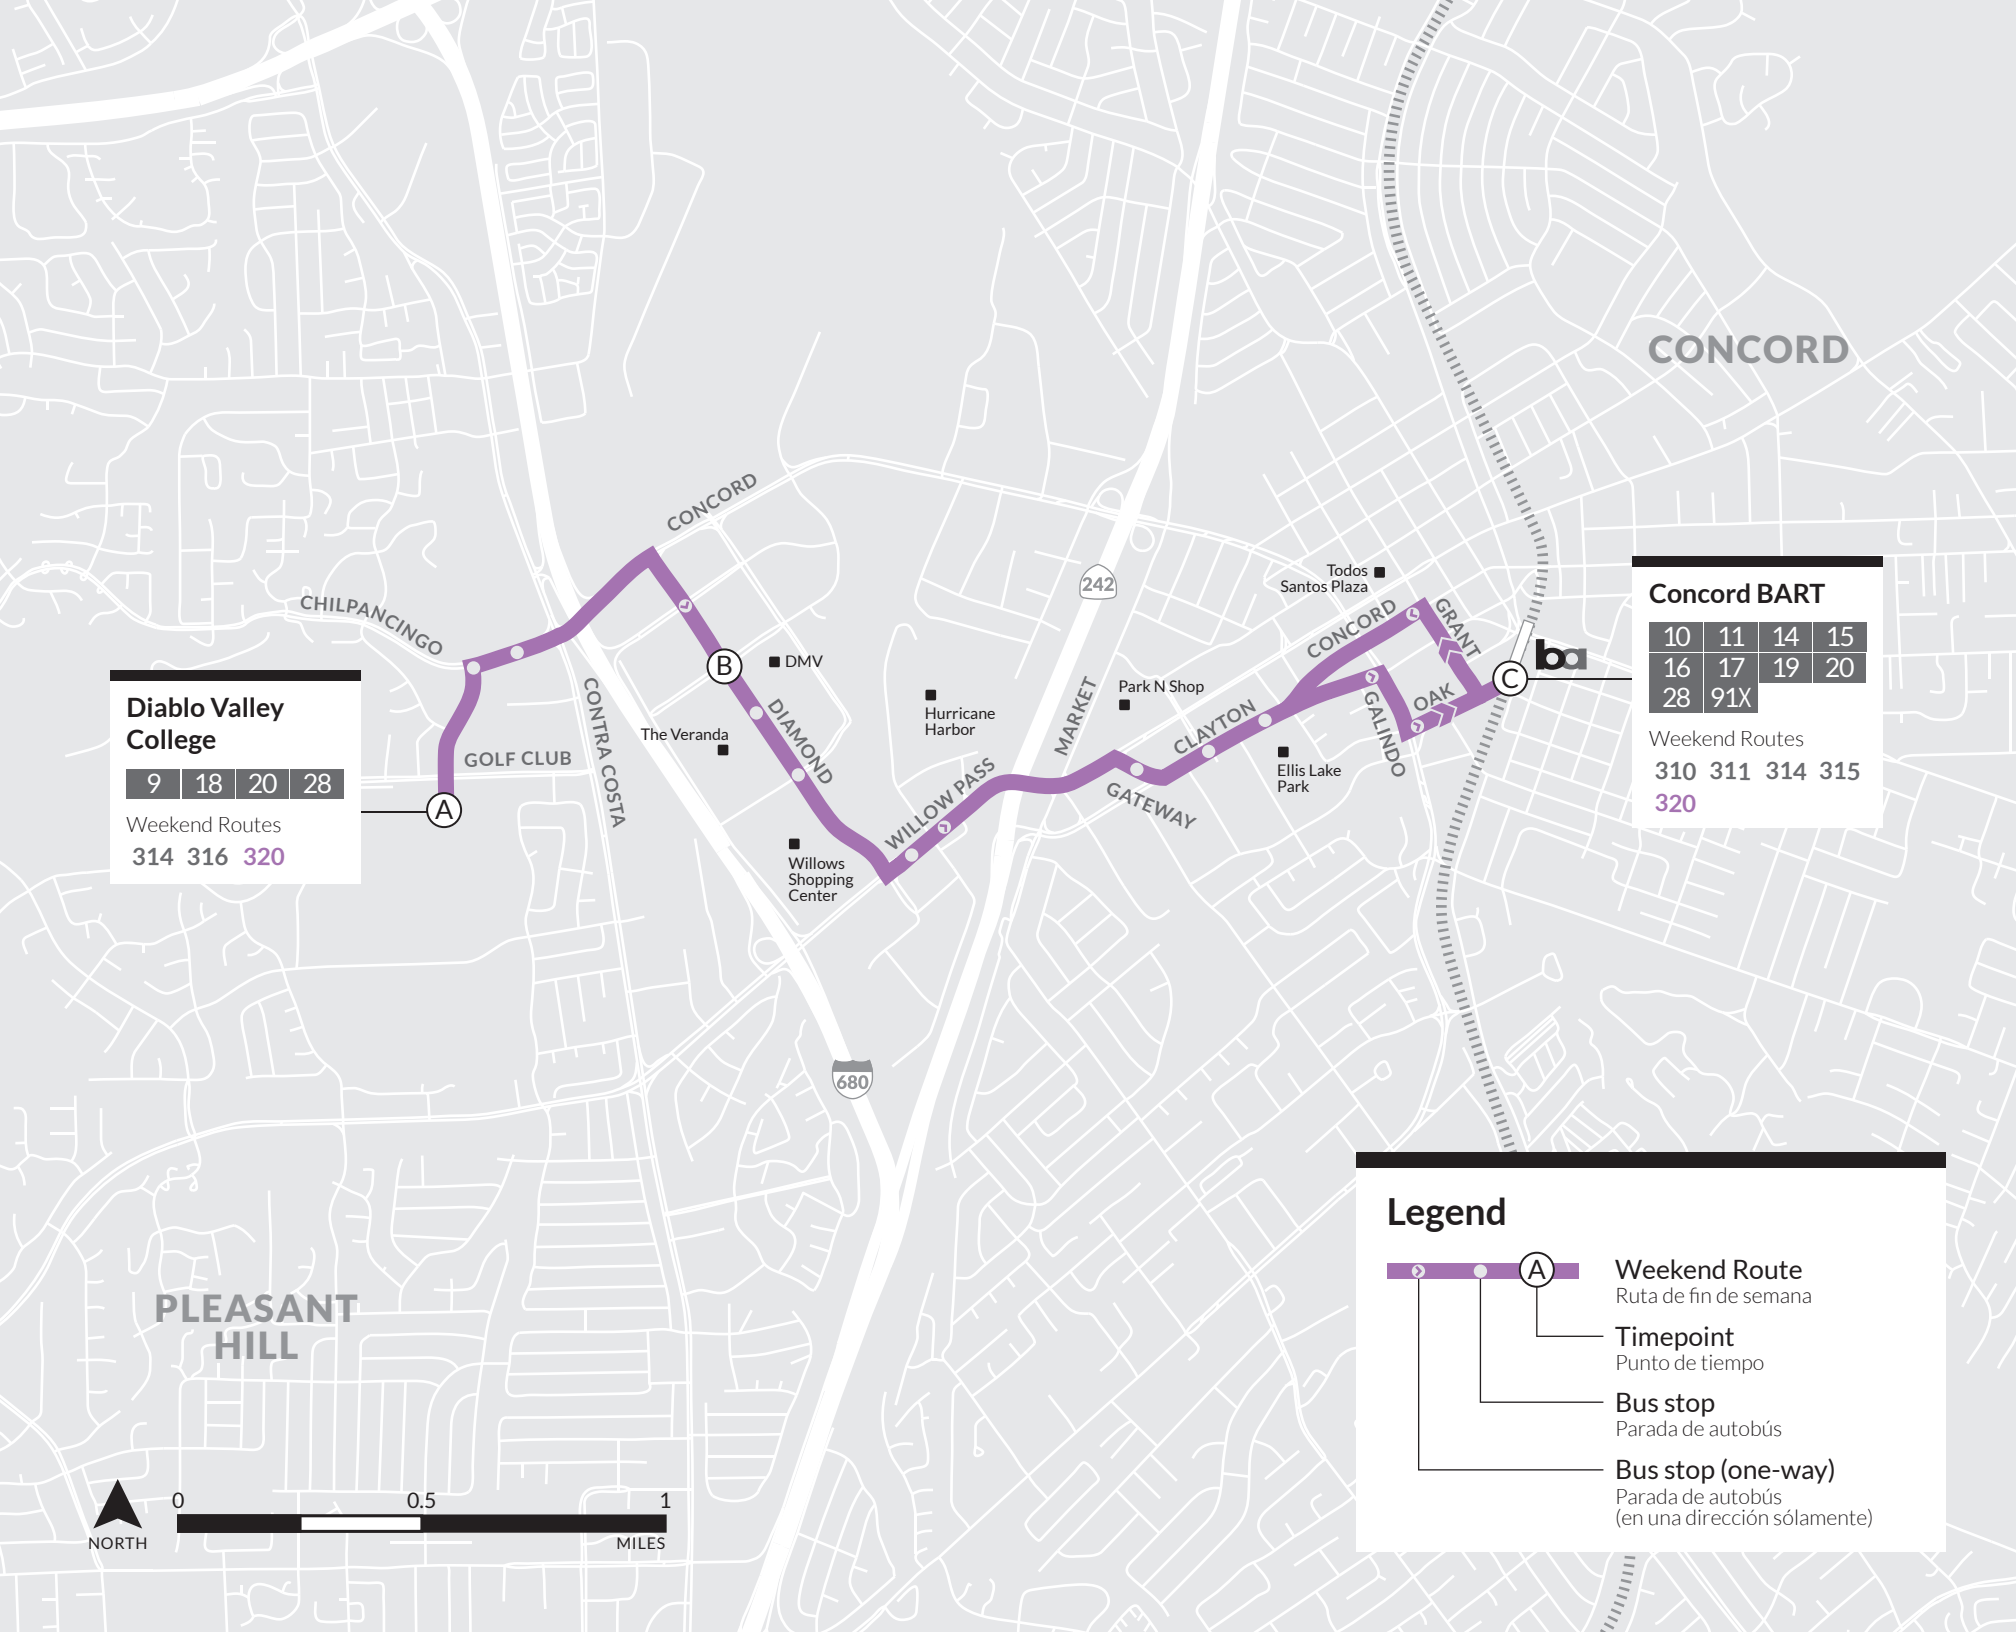 CONCORD
CONCORD
CHILPANCINGO
242
Todos
Santos Plaza
CONCORD
GRANT
ba
C
Concord BART
10 11 14 15
16 17 19 20
28 91X
Weekend Routes
310 311 314 315
320
Diablo Valley
College
9 18 20 28
Weekend Routes
314 316 320
A
GOLF CLUB
CONTRA COSTA
B
DMV
The Veranda
DIAMOND
Hurricane
Harbor
MARKET
Park N Shop
CLAYTON
GALINDO
OAK
Ellis Lake
Park
GATEWAY
WILLOW PASS
Willows
Shopping
Center
680
PLEASANT
HILL
Legend
A
Weekend Route
Ruta de fin de semana
Timepoint
Punto de tiempo
Bus stop
Parada de autobús
Bus stop (one-way)
Parada de autobús
(en una dirección sólamente)
0 0.5 1
NORTH
MILES